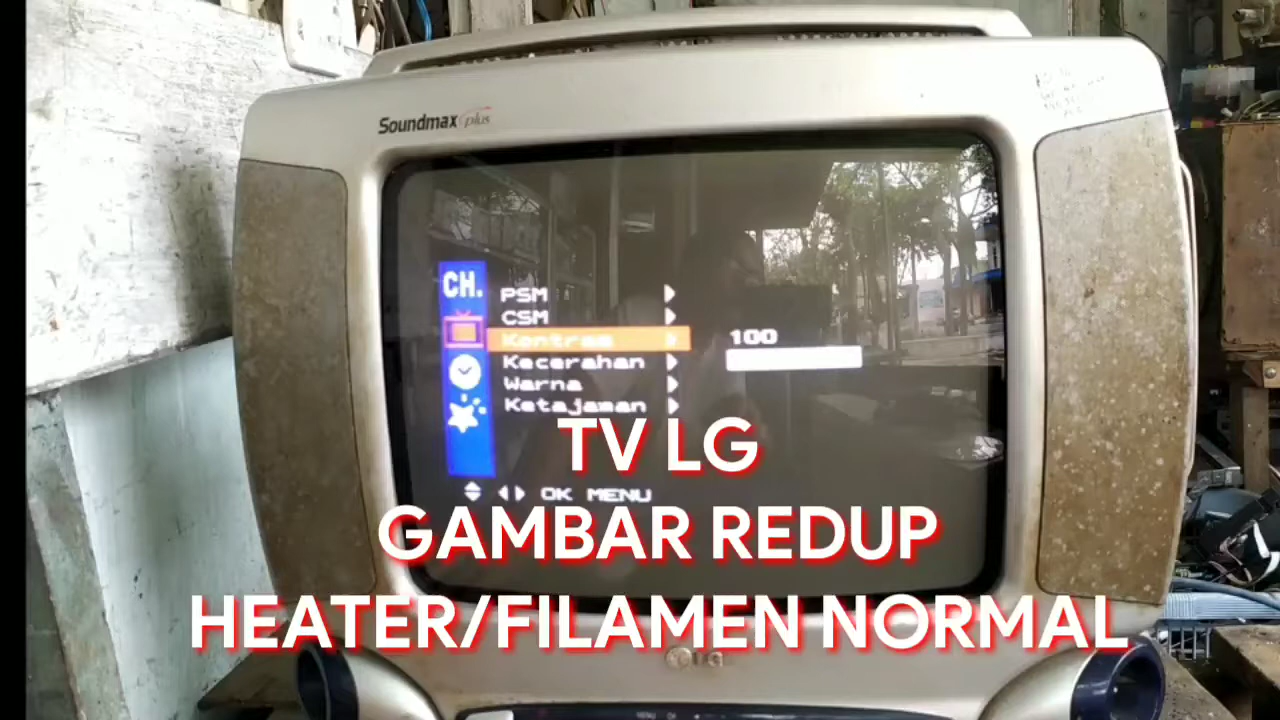 Soundmax plus
CH.
PSM
CSM
Kontras
100
Kecerahan
Warna
Ketajaman
OK MENU
TV LG
GAMBAR REDUP
HEATER/FILAMEN NORMAL
LG